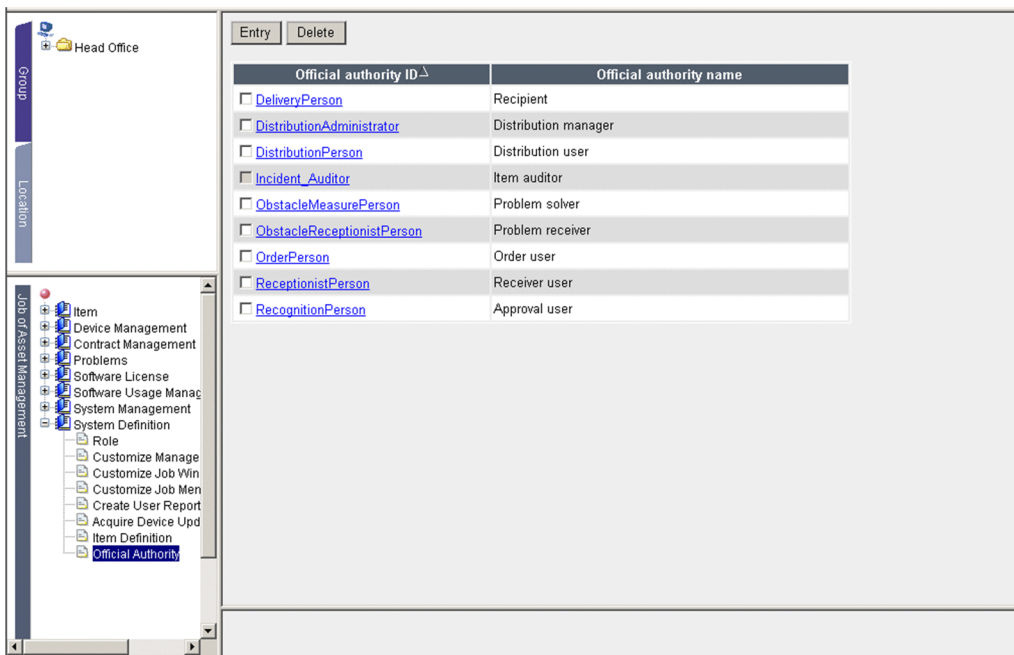 Group
Location
Head Office
Job of Asset Management
Item
Device Management
Contract Management
Problems
Software License
Software Usage Manag
System Management
System Definition
Role
Customize Manage
Customize Job Win
Customize Job Men
Create User Report
Acquire Device Upd
Item Definition
Official Authority
Entry Delete
Official authority ID Official authority name
DeliveryPerson Recipient
DistributionAdministrator Distribution manager
DistributionPerson Distribution user
Incident_Auditor Item auditor
ObstacleMeasurePerson Problem solver
ObstacleReceptionistPerson Problem receiver
OrderPerson Order user
ReceptionistPerson Receiver user
RecognitionPerson Approval user